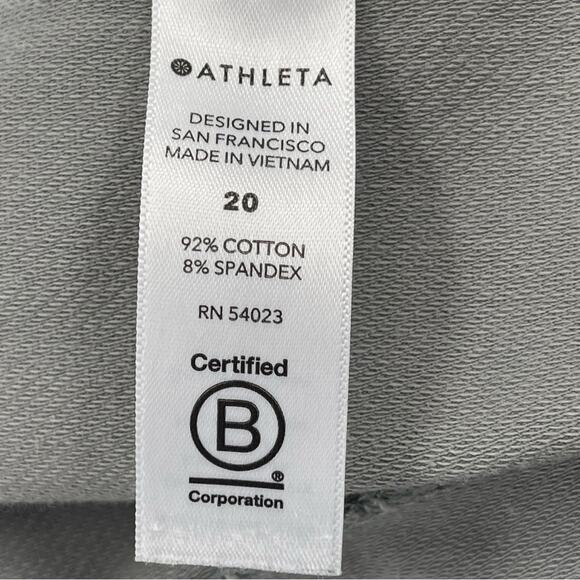 ATHLETA
DESIGNED IN
SAN FRANCISCO
MADE IN VIETNAM
20
92% COTTON
8% SPANDEX
RN 54023
Certified
B
®
Corporation